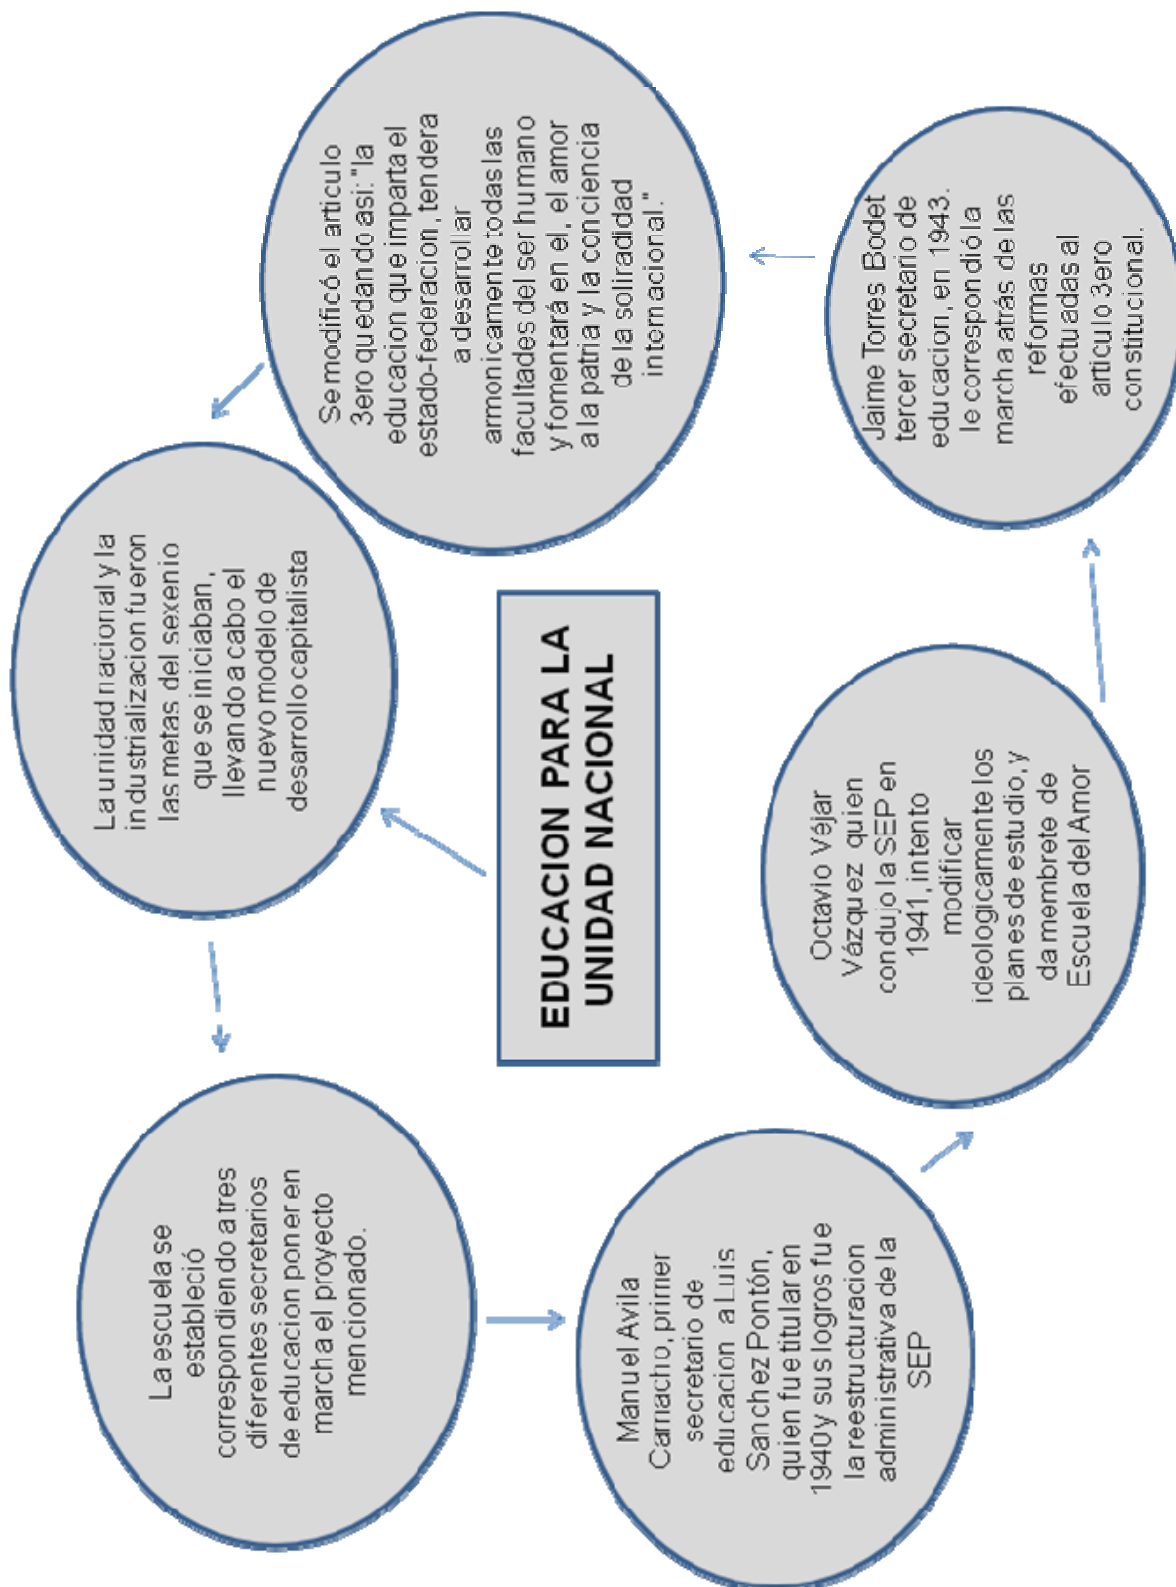 EDUCACION PARA LA
UNIDAD NACIONAL
La unidad nacional y la
industrializacion fueron
las metas del sexenio
que se iniciaban,
llevando a cabo el
nuevo modelo de
desarrollo capitalista
La escuela se
estableció
correspondiendo a tres
diferentes secretarios
de educacion poner en
marcha el proyecto
mencionado.
Manuel Avila
Camacho, primer
secretario de
educacion a Luis
Sanchez Pontón,
quien fue titular en
1940 y sus logros fue
la reestructuracion
administrativa de la
SEP
Octavio Véjar
Vázquez quien
condujo la SEP en
1941, intento
modificar
ideologicamente los
planes de estudio, y
da membrete de
Escuela del Amor
Jaime Torres Bodet
tercer secretario de
educacion, en 1943.
le correspondió la
marcha atrás de las
reformas
efectuadas al
articulo 3ero
constitucional.
Se modificó el articulo
3ero quedando asi: "la
educacion que imparta el
estado-federacion, tendera
a desarrollar
armonicamente todas las
facultades del ser humano
y fomentará en el, el amor
a la patria y la conciencia
de la soliradidad
internacional."